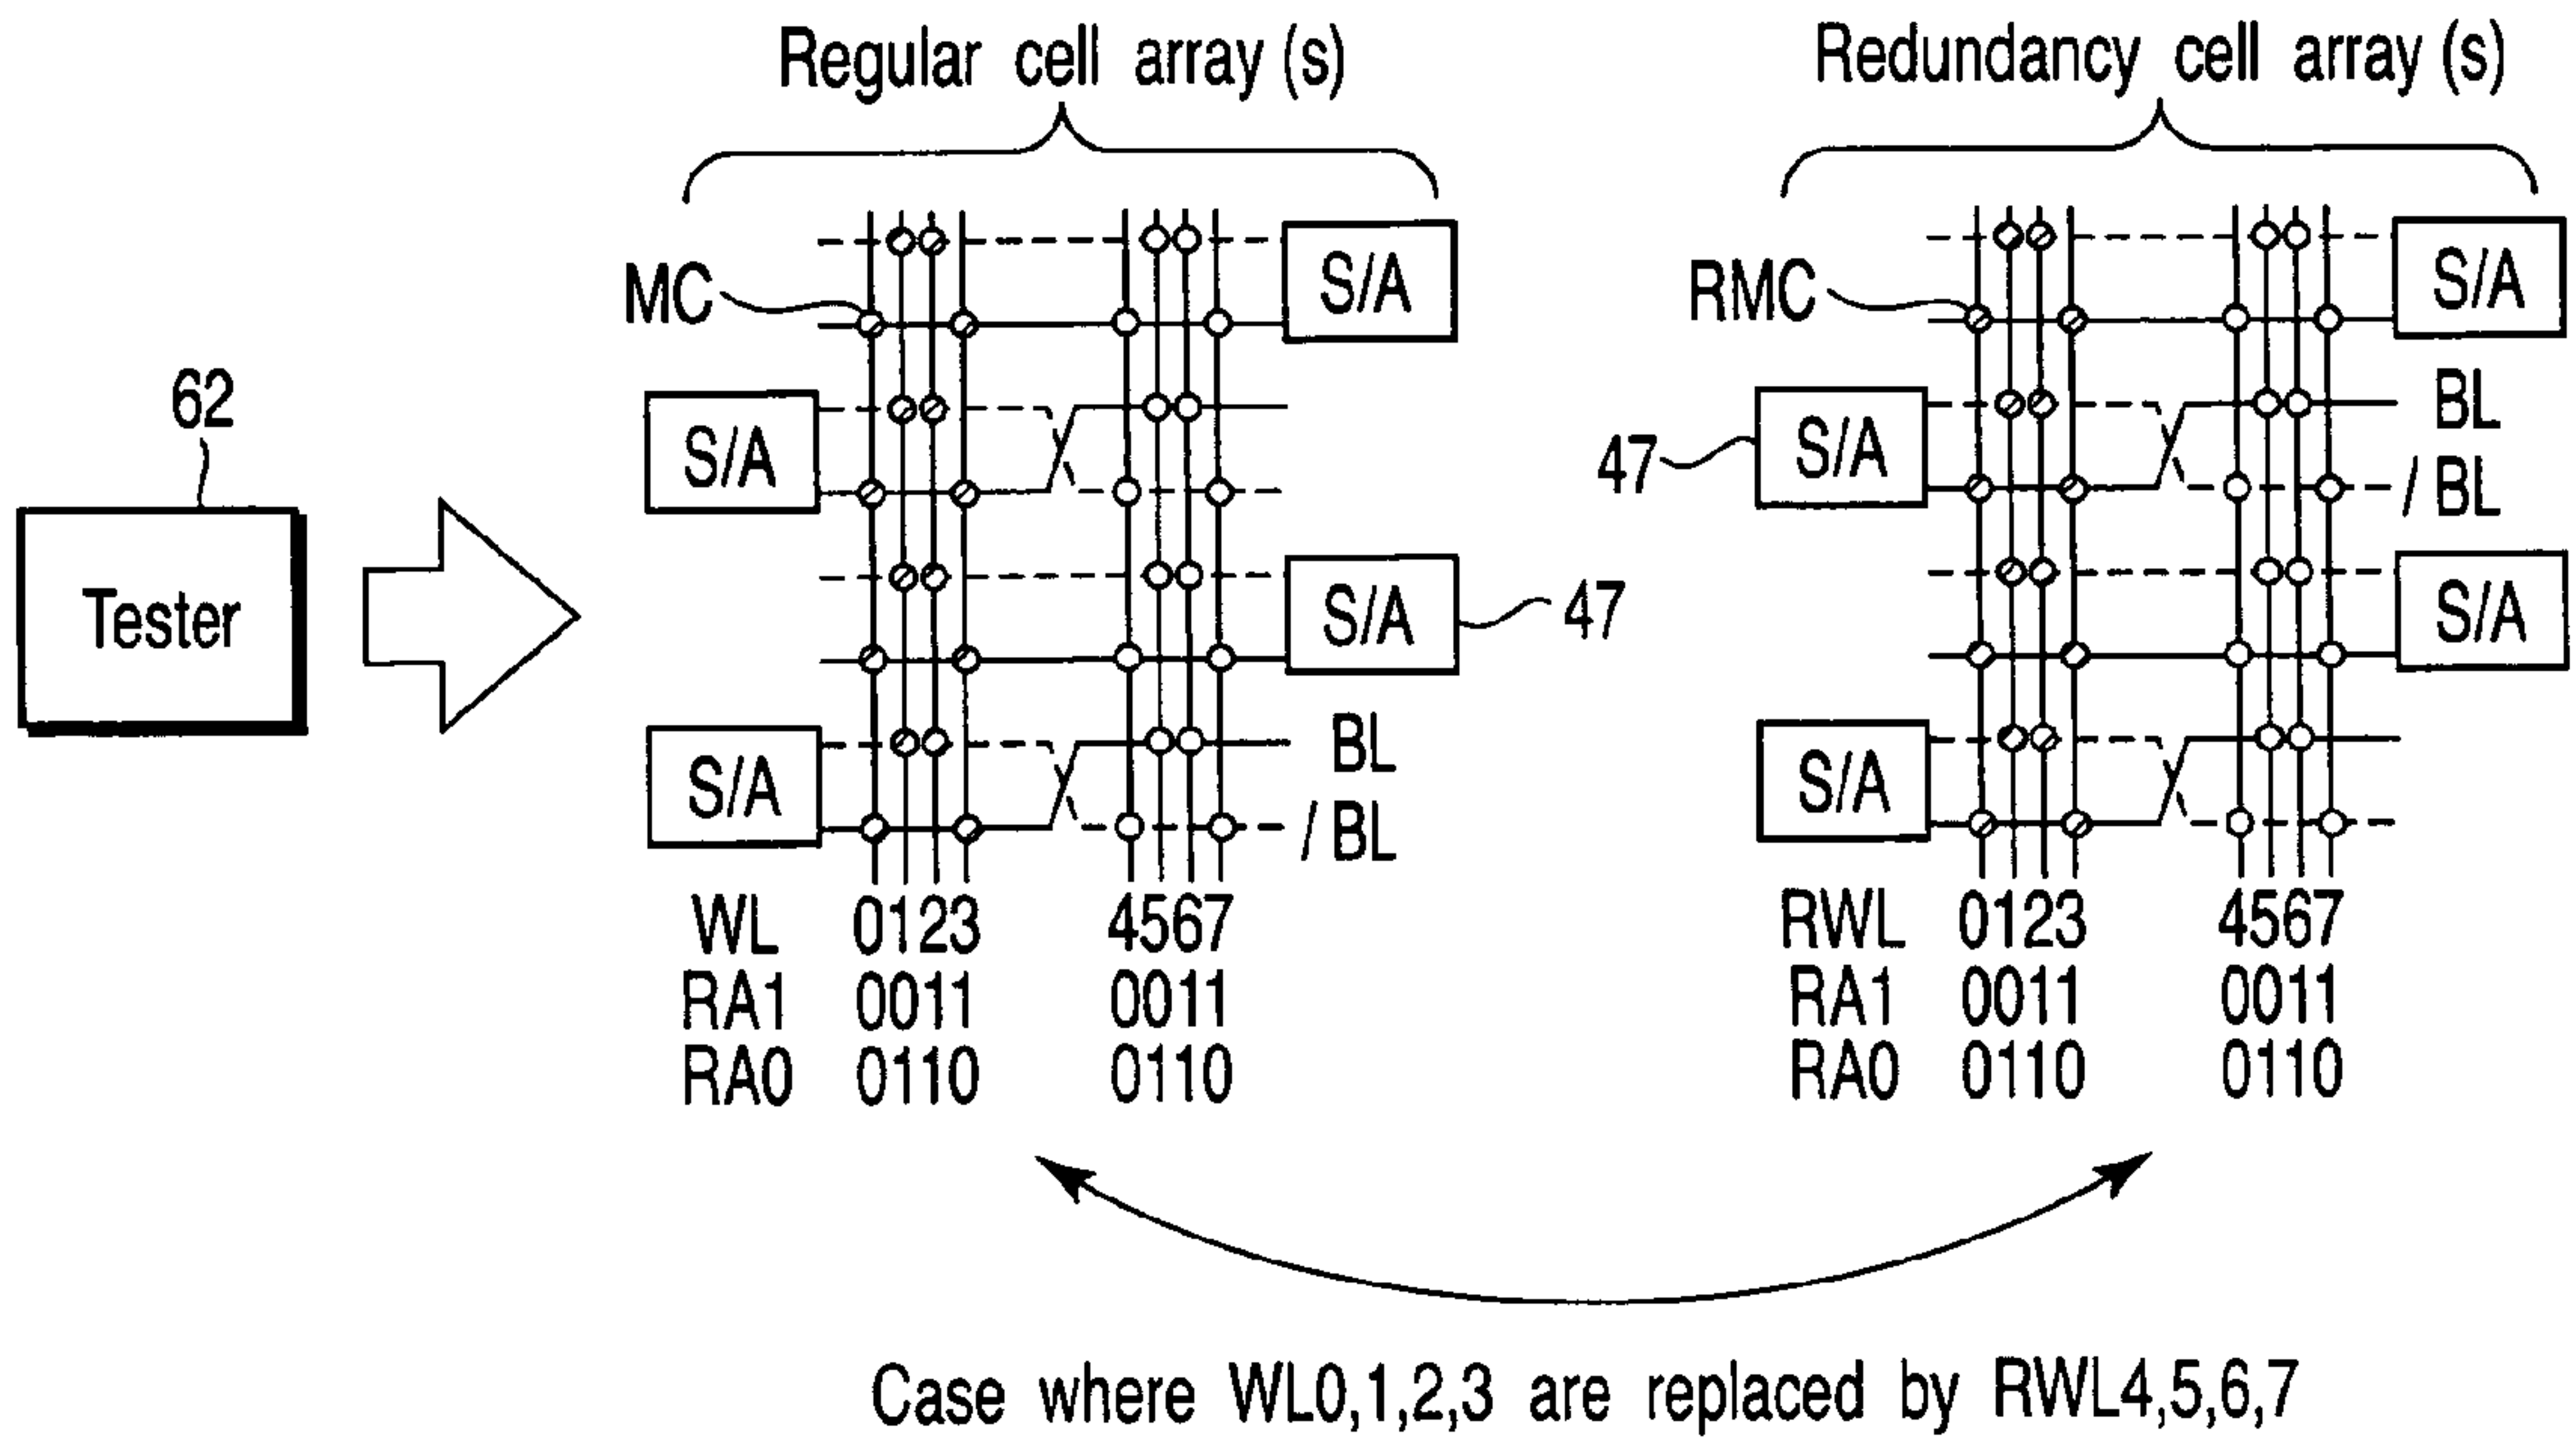 Regular cell array (s)
Redundancy cell array (s)
S/A
S/A
MC
RMC
62
BL
S/A
47
S/A
/ BL
Tester
S/A
47
S/A
BL
S/A
S/A
/ BL
WL 0123 4567
RWL 0123 4567
RA1 0011 0011
RA1 0011 0011
RA0 0110 0110
RA0 0110 0110
Case where WL0,1,2,3 are replaced by RWL4,5,6,7